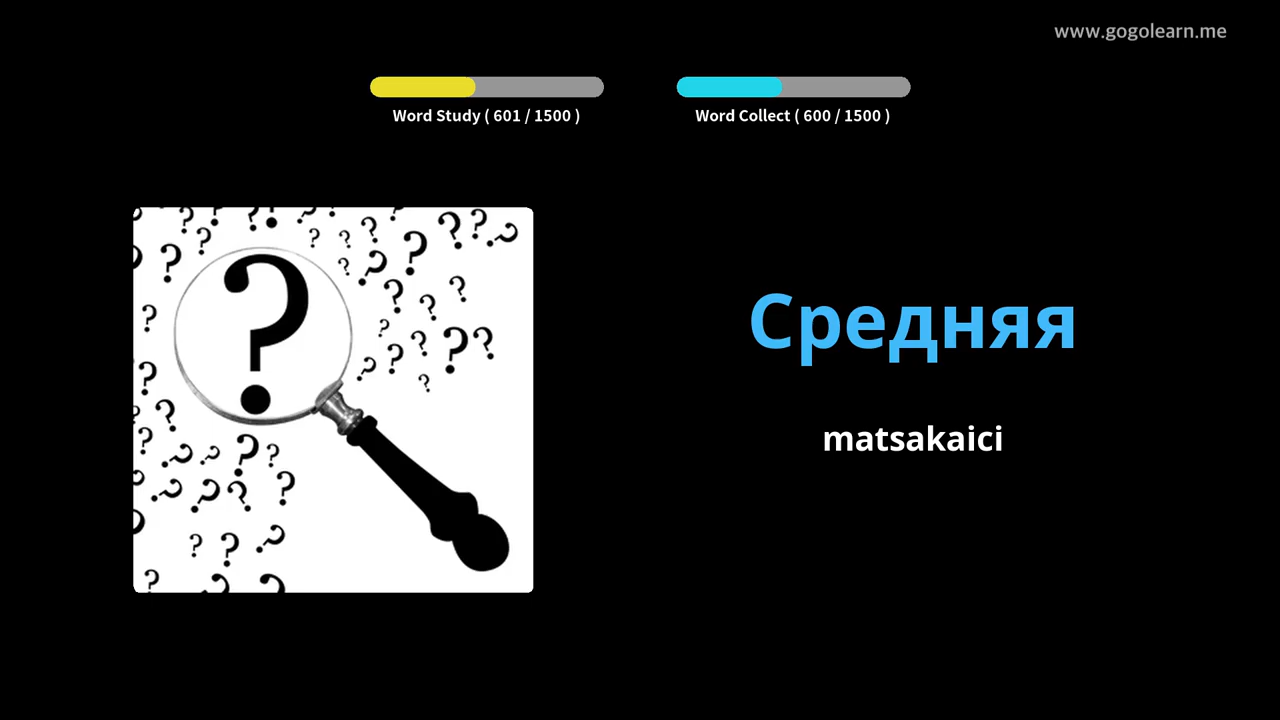 www.gogolearn.me
Word Study ( 601 / 1500 )
Word Collect ( 600 / 1500 )
Средняя
matsakaici